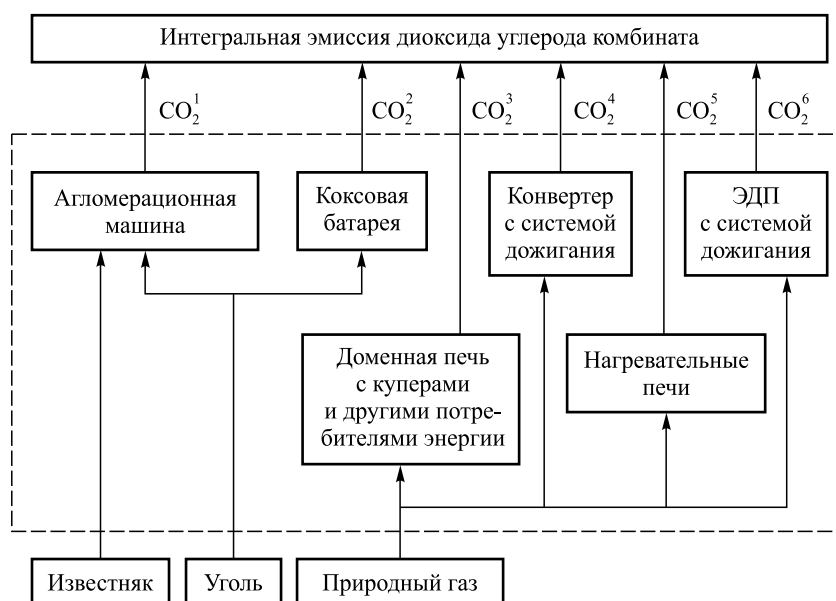 Интегральная эмиссия диоксида углерода комбината
CO₂¹ CO₂² CO₂³ CO₂⁴ CO₂⁵ CO₂⁶
Агломерационная
машина
Коксовая
батарея
Конвертер
с системой
дожигания
ЭДП
с системой
дожигания
Доменная печь
с куперами
и другими потре-
бителями энергии
Нагревательные
печи
Известняк
Уголь
Природный газ